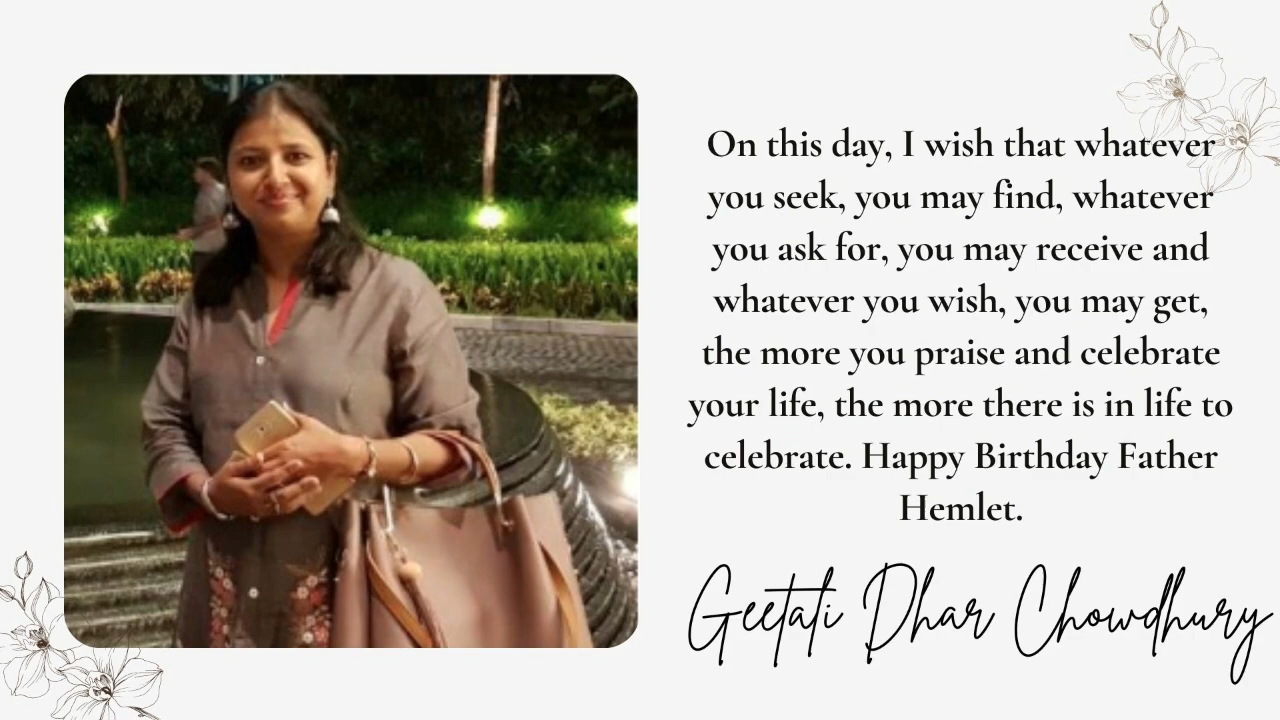 On this day, I wish that whatever
you seek, you may find, whatever
you ask for, you may receive and
whatever you wish, you may get,
the more you praise and celebrate
your life, the more there is in life to
celebrate. Happy Birthday Father
Hemlet.
Geetali Dhar Chowdhury